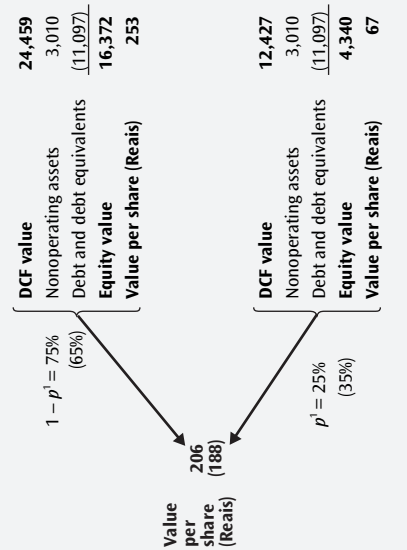 DCF value 24,459
Nonoperating assets 3,010
Debt and debt equivalents (11,097)
Equity value 16,372
Value per share (Reais) 253
1 – p¹ = 75%
(65%)
Value
per
share
(Reais)
206
(188)
p¹ = 25%
(35%)
DCF value 12,427
Nonoperating assets 3,010
Debt and debt equivalents (11,097)
Equity value 4,340
Value per share (Reais) 67